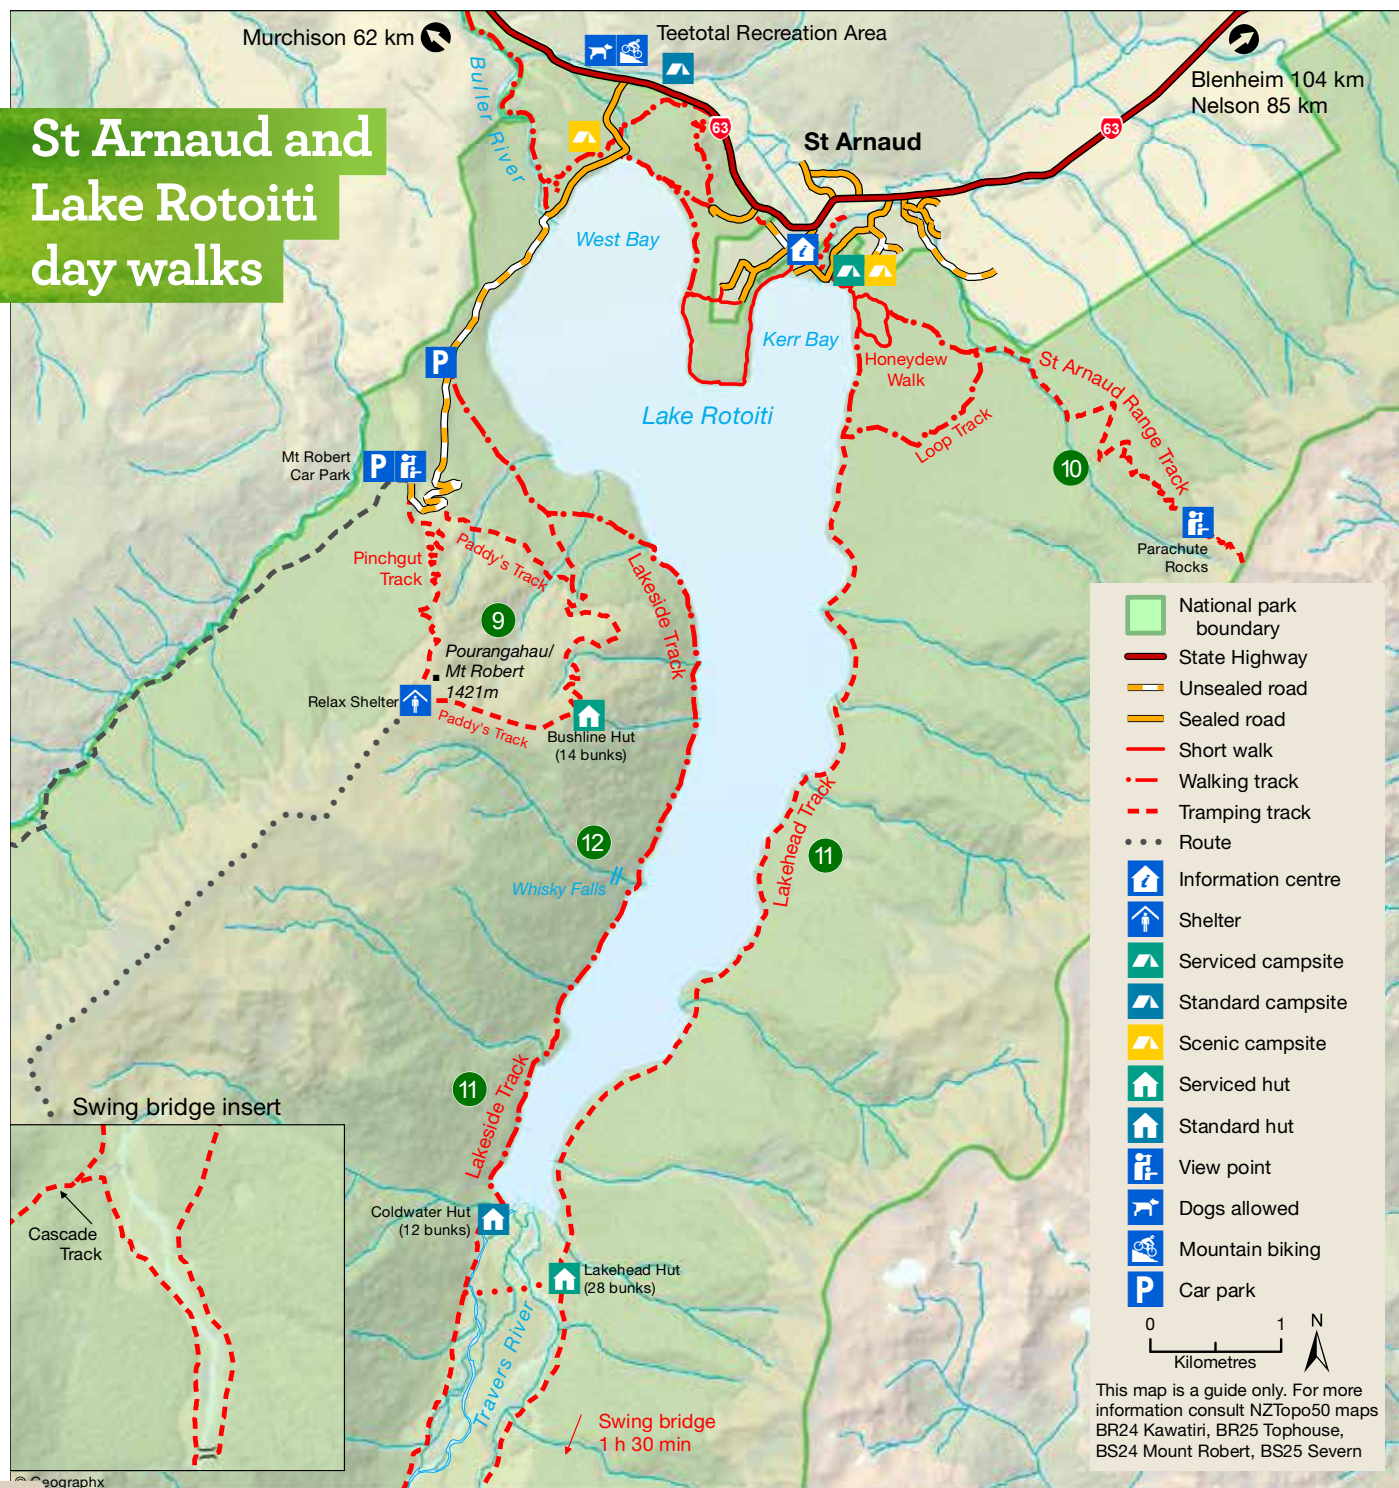 Murchison 62 km
Teetotal Recreation Area
Blenheim 104 km
Nelson 85 km
St Arnaud and
Lake Rotoiti
day walks
Buller River
63
63
St Arnaud
West Bay
Kerr Bay
Lake Rotoiti
Honeydew
Walk
Loop Track
St Arnaud Range Track
P
Mt Robert
Car Park
P
10
Parachute
Rocks
Pinchgut
Track
Paddy's Track
Lakeside Track
9
Pourangahau/
Mt Robert
1421m
Relax Shelter
Paddy's Track
Bushline Hut
(14 bunks)
12
Whisky Falls
Lakehead Track
11
11
Lakeside Track
Coldwater Hut
(12 bunks)
Lakehead Hut
(28 bunks)
Travers River
Swing bridge
1 h 30 min
Swing bridge insert
Cascade
Track
© Geographx
National park
boundary
State Highway
Unsealed road
Sealed road
Short walk
Walking track
Tramping track
Route
i
Information centre
Shelter
Serviced campsite
Standard campsite
Scenic campsite
Serviced hut
Standard hut
View point
Dogs allowed
Mountain biking
P
Car park
0 1
N
Kilometres
This map is a guide only. For more
information consult NZTopo50 maps
BR24 Kawatiri, BR25 Tophouse,
BS24 Mount Robert, BS25 Severn